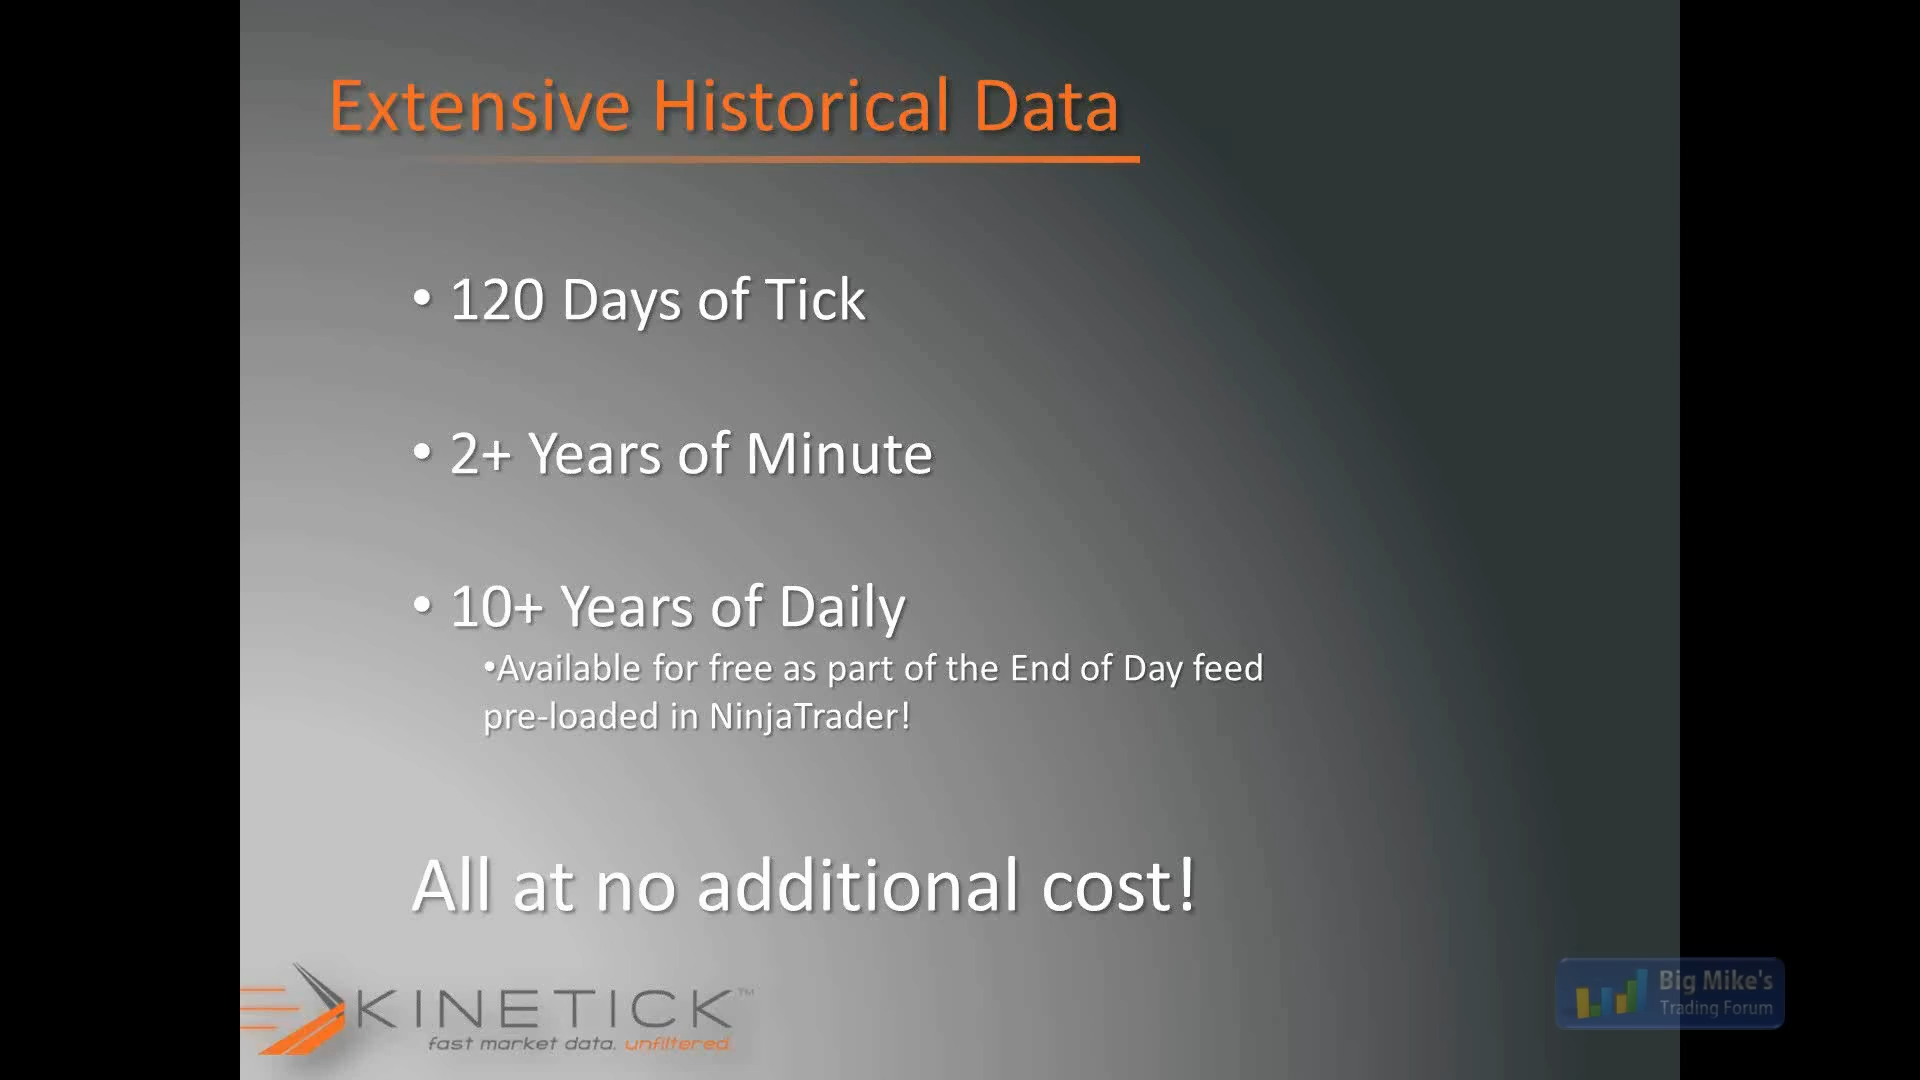 Extensive Historical Data
• 120 Days of Tick
• 2+ Years of Minute
• 10+ Years of Daily
•Available for free as part of the End of Day feed
pre-loaded in NinjaTrader!
All at no additional cost!
KINETICK™
fast market data. unfiltered.
Big Mike's
Trading Forum